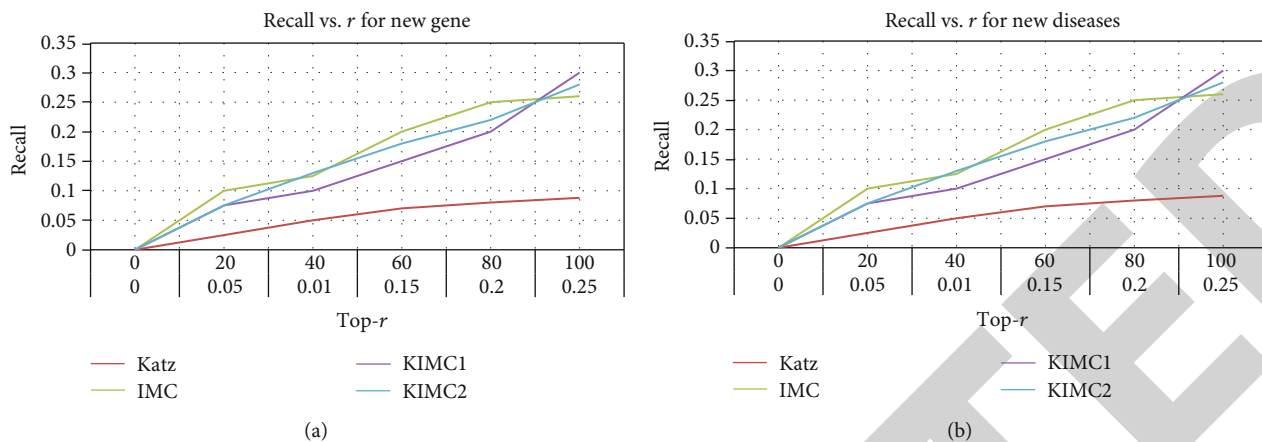 Recall vs. r for new gene
0.35
0.3
0.25
0.2
0.15
0.1
0.05
0
Recall
0 20 40 60 80 100
0 0.05 0.01 0.15 0.2 0.25
Top-r
Katz
IMC
KIMC1
KIMC2
(a)
Recall vs. r for new diseases
0.35
0.3
0.25
0.2
0.15
0.1
0.05
0
Recall
0 20 40 60 80 100
0 0.05 0.01 0.15 0.2 0.25
Top-r
Katz
IMC
KIMC1
KIMC2
(b)